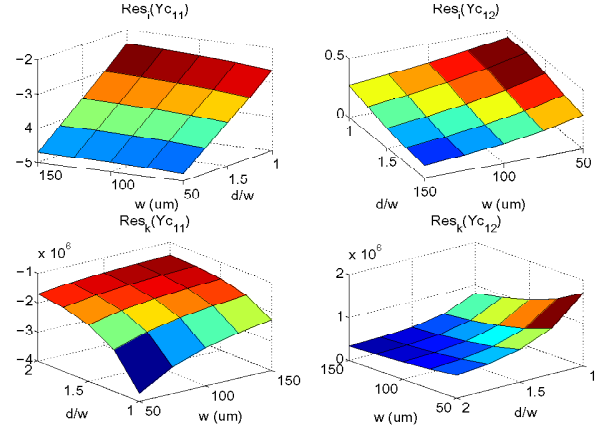 Res_i(Yc_11)
-2
-3
-4
-5
150
100
50
1.5
1
w (um)
d/w
Res_i(Yc_12)
0.5
0
1
1.5
150
100
50
d/w
w (um)
Res_k(Yc_11)
x 10^6
-1
-2
-3
-4
2
1.5
1
50
100
150
d/w
w (um)
Res_k(Yc_12)
x 10^6
2
1
0
150
100
50
2
1.5
1
w (um)
d/w